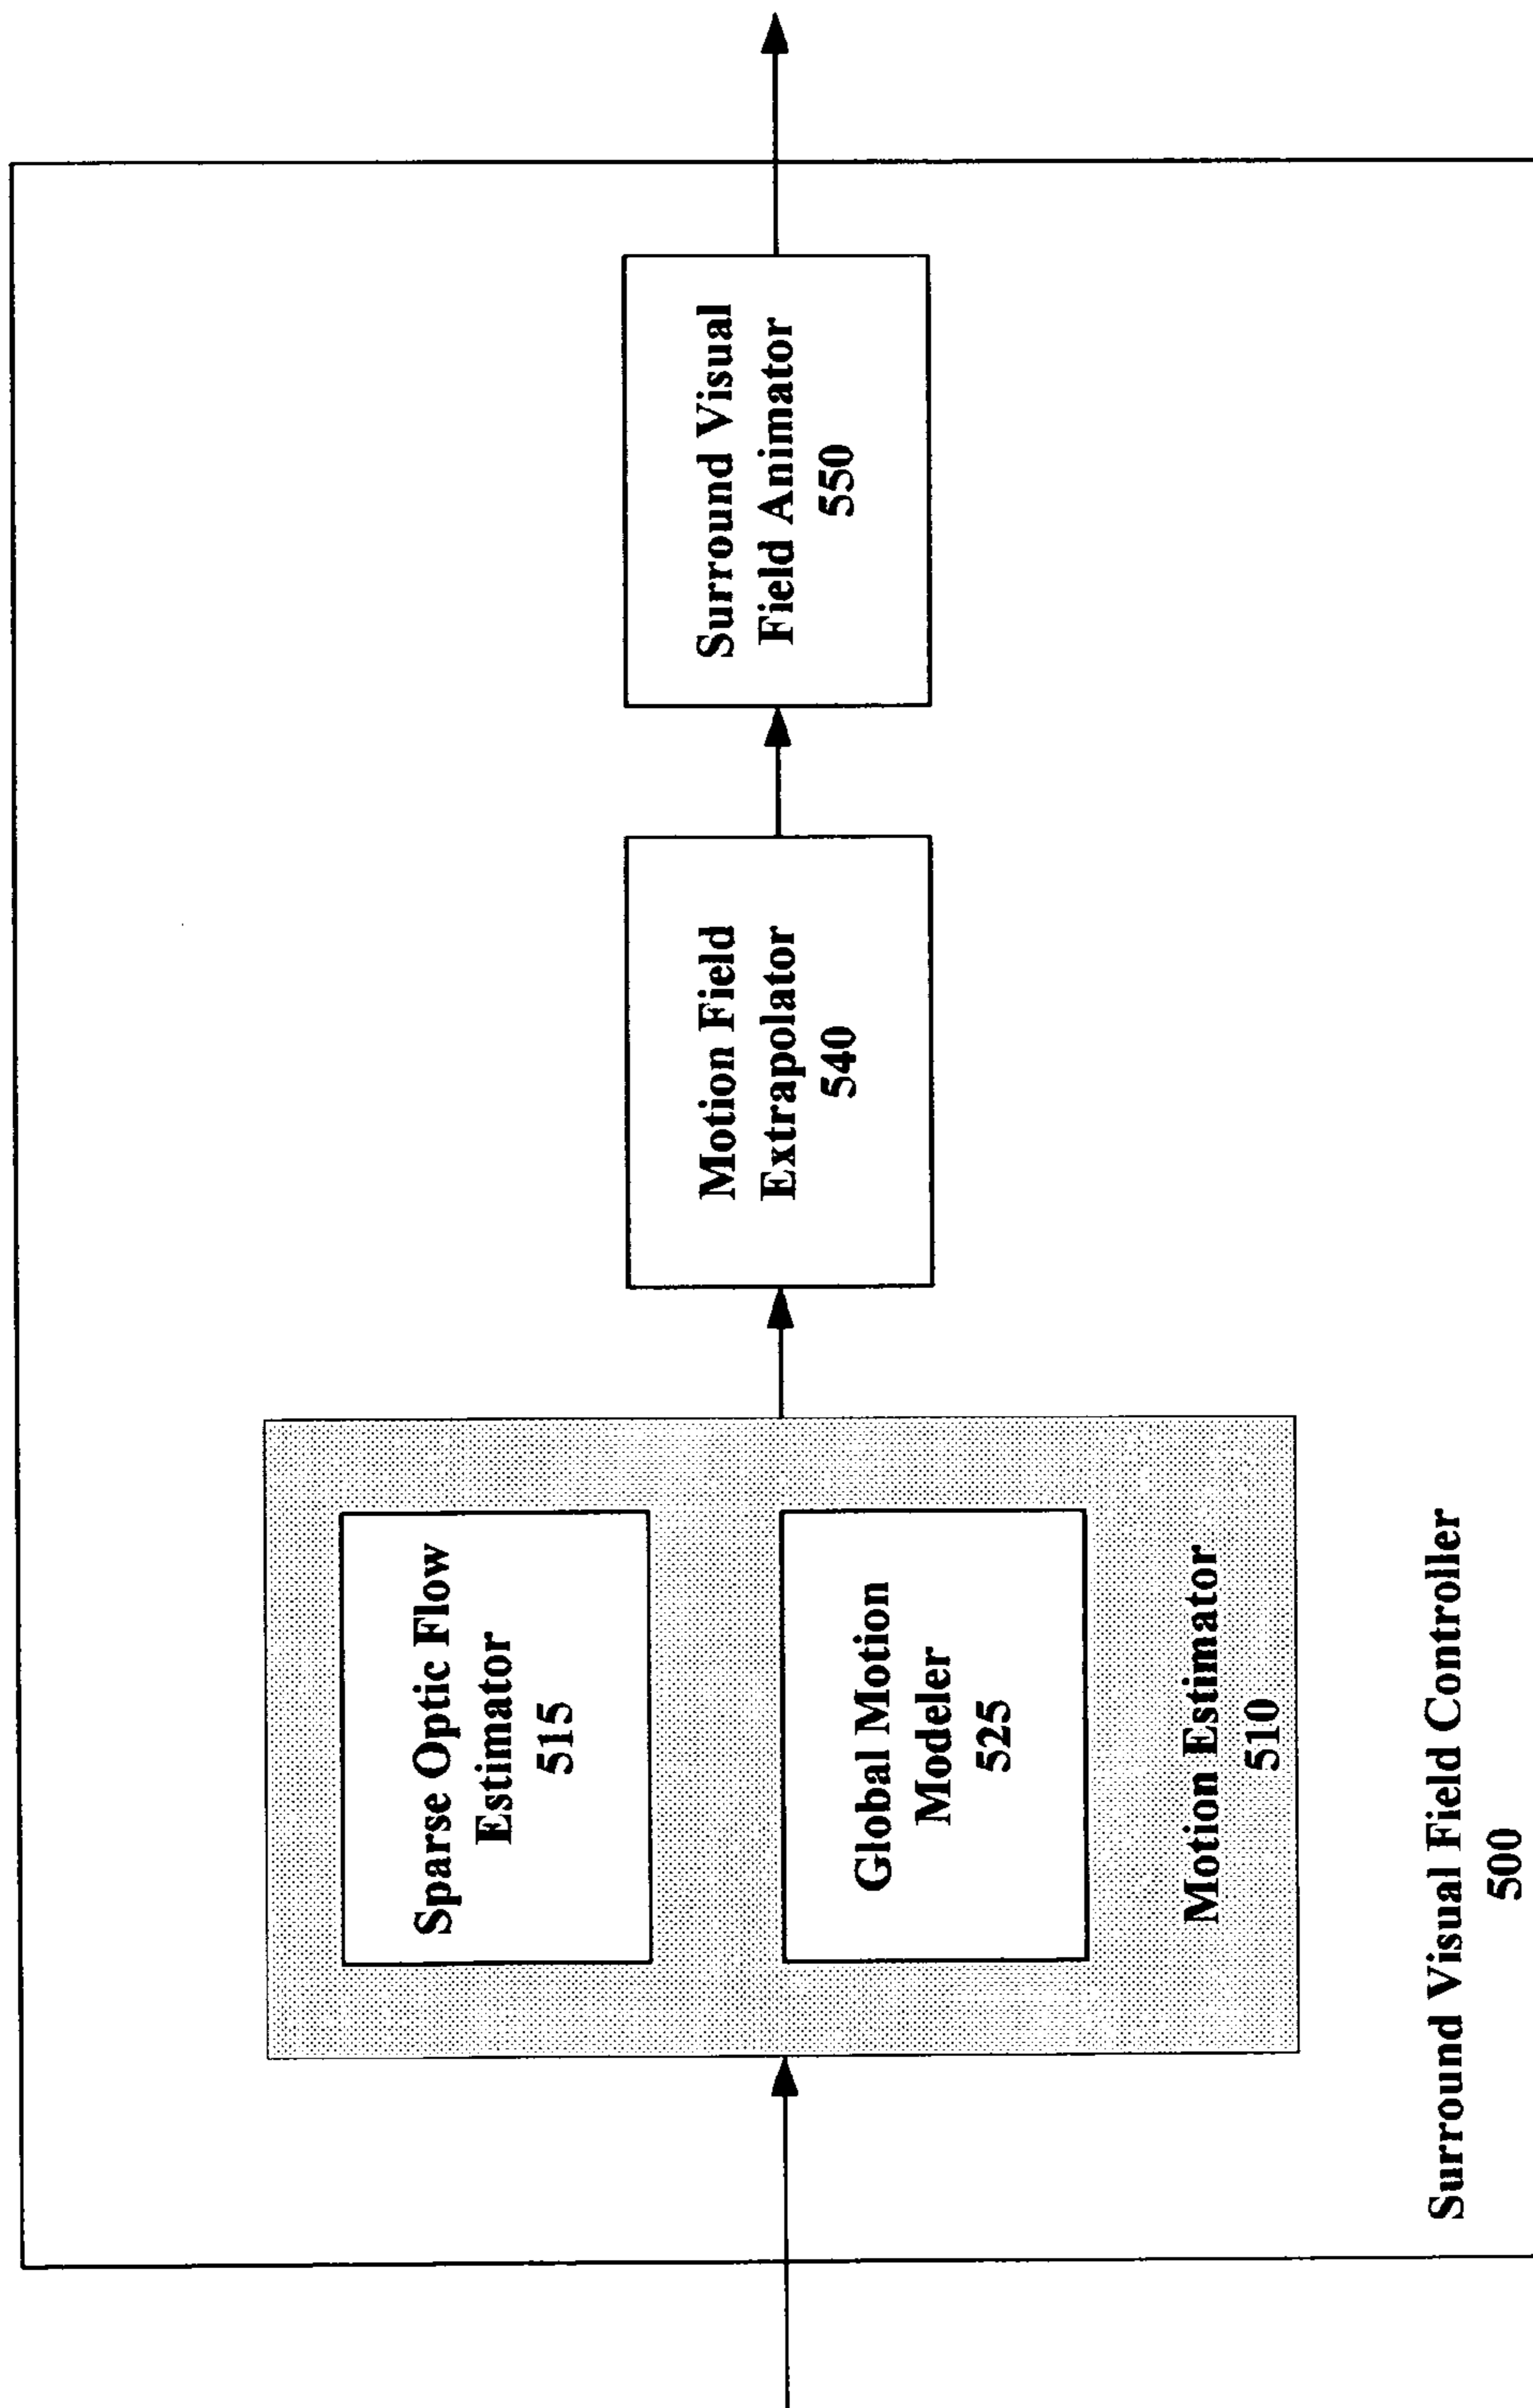 Sparse Optic Flow
Estimator
515
Global Motion
Modeler
525
Motion Estimator
510
Motion Field
Extrapolator
540
Surround Visual
Field Animator
550
Surround Visual Field Controller
500